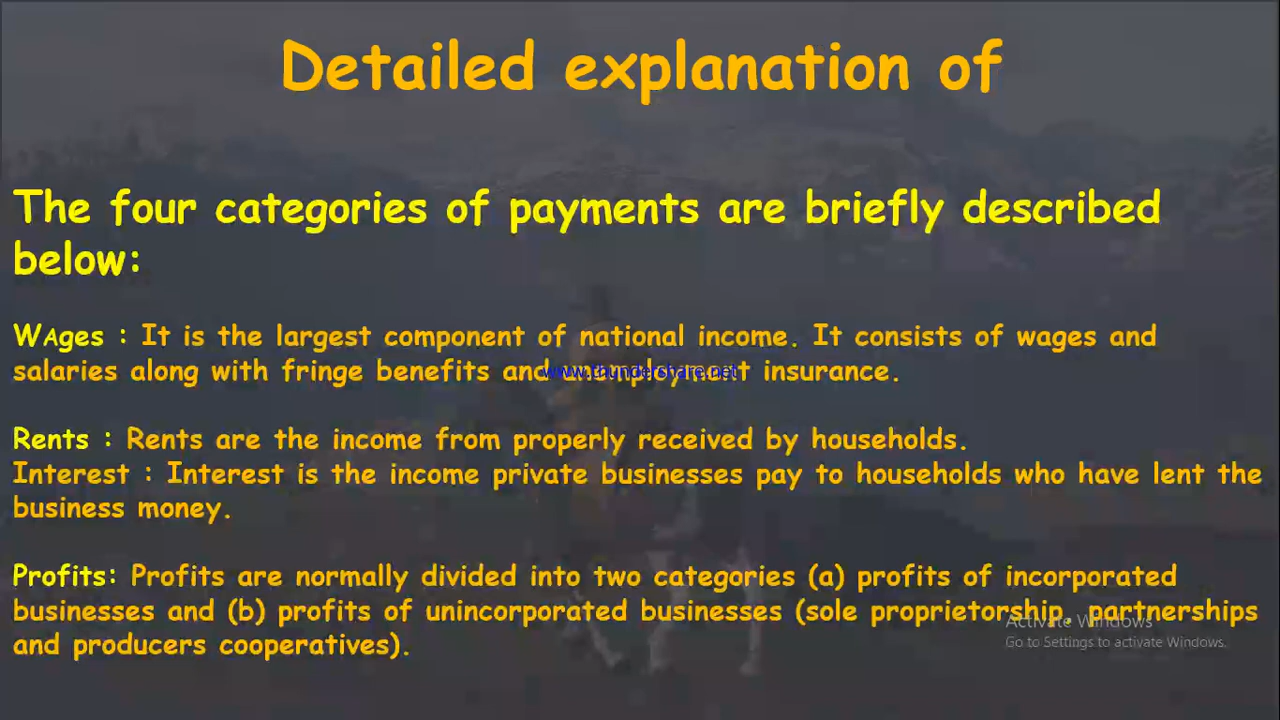 Detailed explanation of
The four categories of payments are briefly described
below:
WAges : It is the largest component of national income. It consists of wages and
salaries along with fringe benefits and unemployment insurance.
www.thundershare.net
Rents : Rents are the income from properly received by households.
Interest : Interest is the income private businesses pay to households who have lent the
business money.
Profits: Profits are normally divided into two categories (a) profits of incorporated
businesses and (b) profits of unincorporated businesses (sole proprietorship, partnerships
and producers cooperatives).
Activate Windows
Go to Settings to activate Windows.